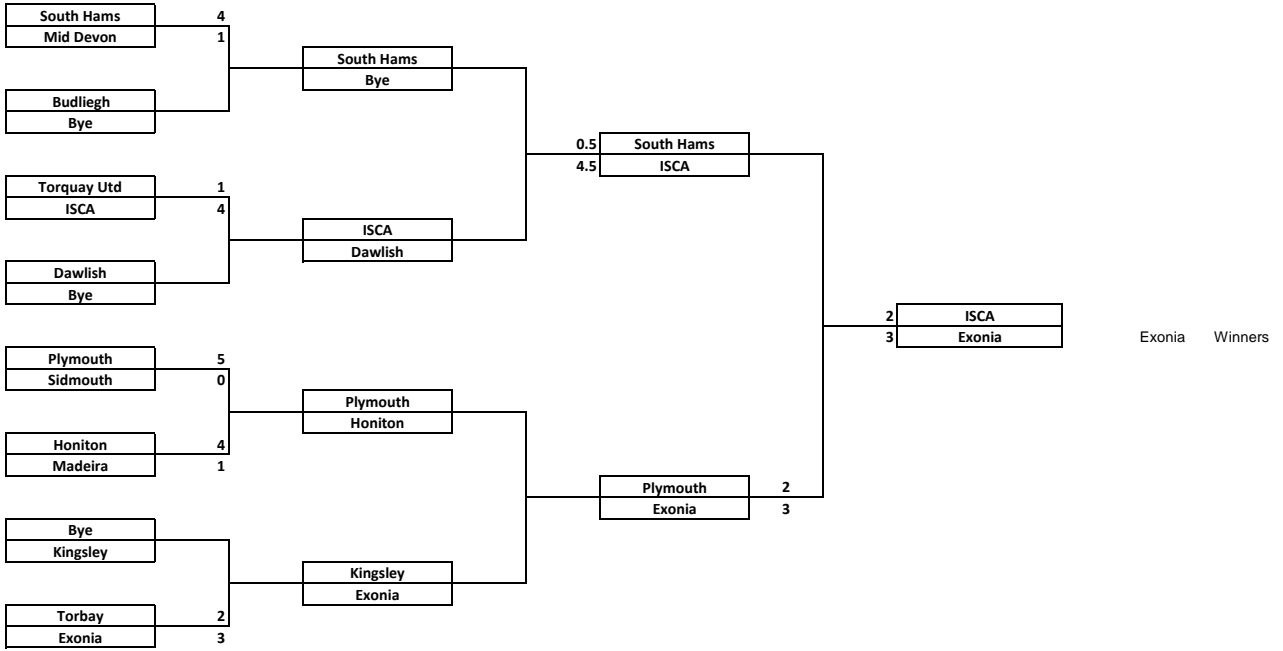 South Hams 4
Mid Devon 1
South Hams
Bye
Budliegh
Bye
0.5 South Hams
4.5 ISCA
Torquay Utd 1
ISCA 4
ISCA
Dawlish
Dawlish
Bye
2 ISCA
3 Exonia Exonia Winners
Plymouth 5
Sidmouth 0
Plymouth
Honiton
Honiton 4
Madeira 1
Plymouth 2
Exonia 3
Bye
Kingsley
Kingsley
Exonia
Torbay 2
Exonia 3